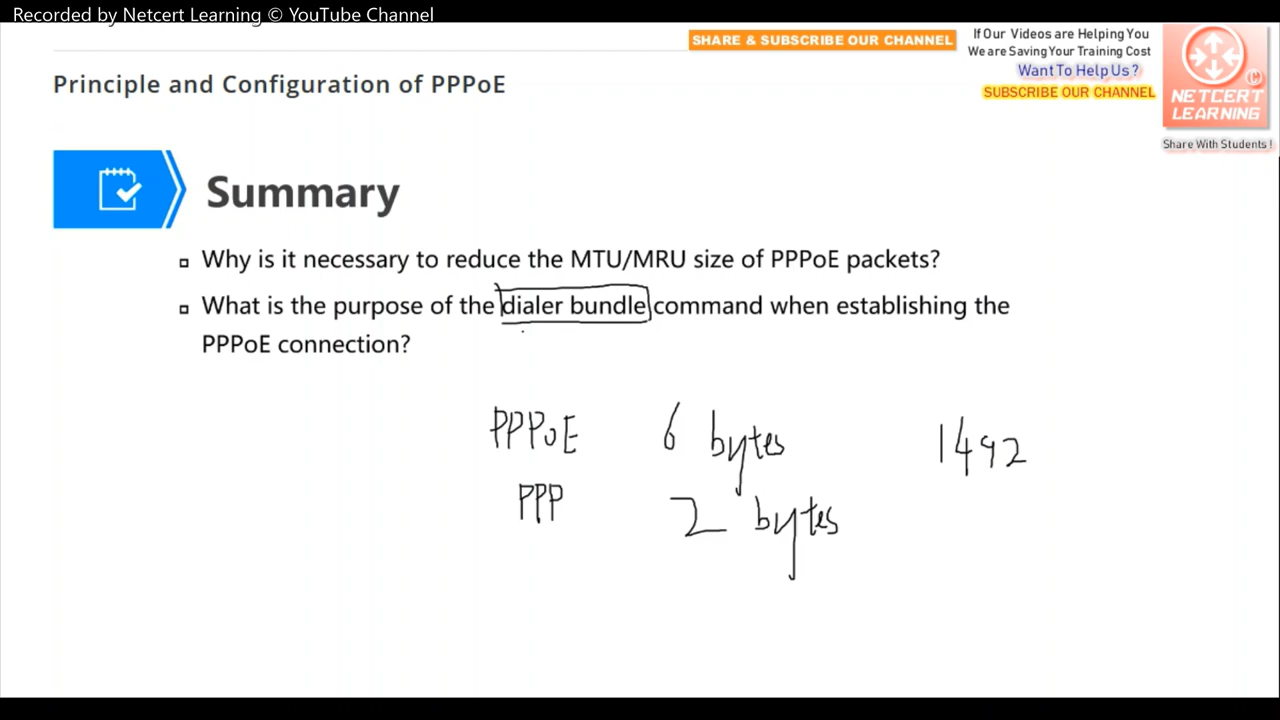 Recorded by Netcert Learning © YouTube Channel
SHARE & SUBSCRIBE OUR CHANNEL
If Our Videos are Helping You
We are Saving Your Training Cost
Want To Help Us ?
SUBSCRIBE OUR CHANNEL
NETCERT
LEARNING
Share With Students !
Principle and Configuration of PPPoE
Summary
Why is it necessary to reduce the MTU/MRU size of PPPoE packets?
What is the purpose of the dialer bundle command when establishing the
PPPoE connection?
PPPoE 6 bytes 1492
PPP 2 bytes